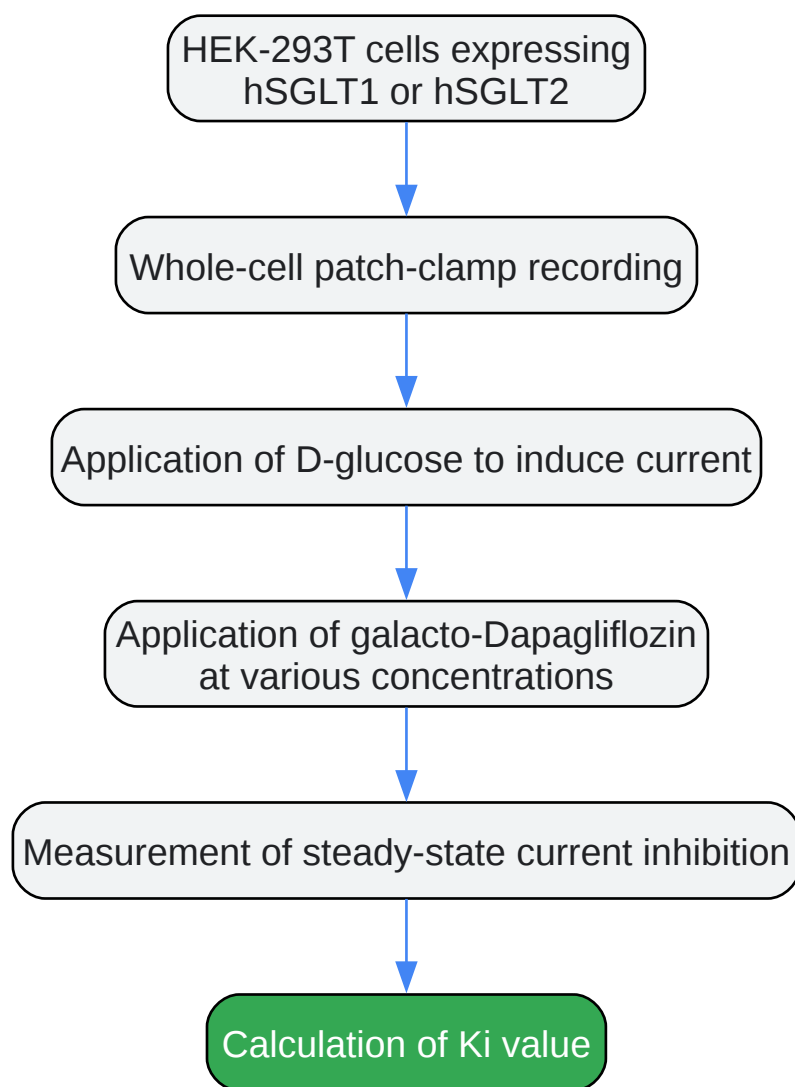 HEK-293T cells expressing
hSGLT1 or hSGLT2
Whole-cell patch-clamp recording
Application of D-glucose to induce current
Application of galacto-Dapagliflozin
at various concentrations
Measurement of steady-state current inhibition
Calculation of Ki value